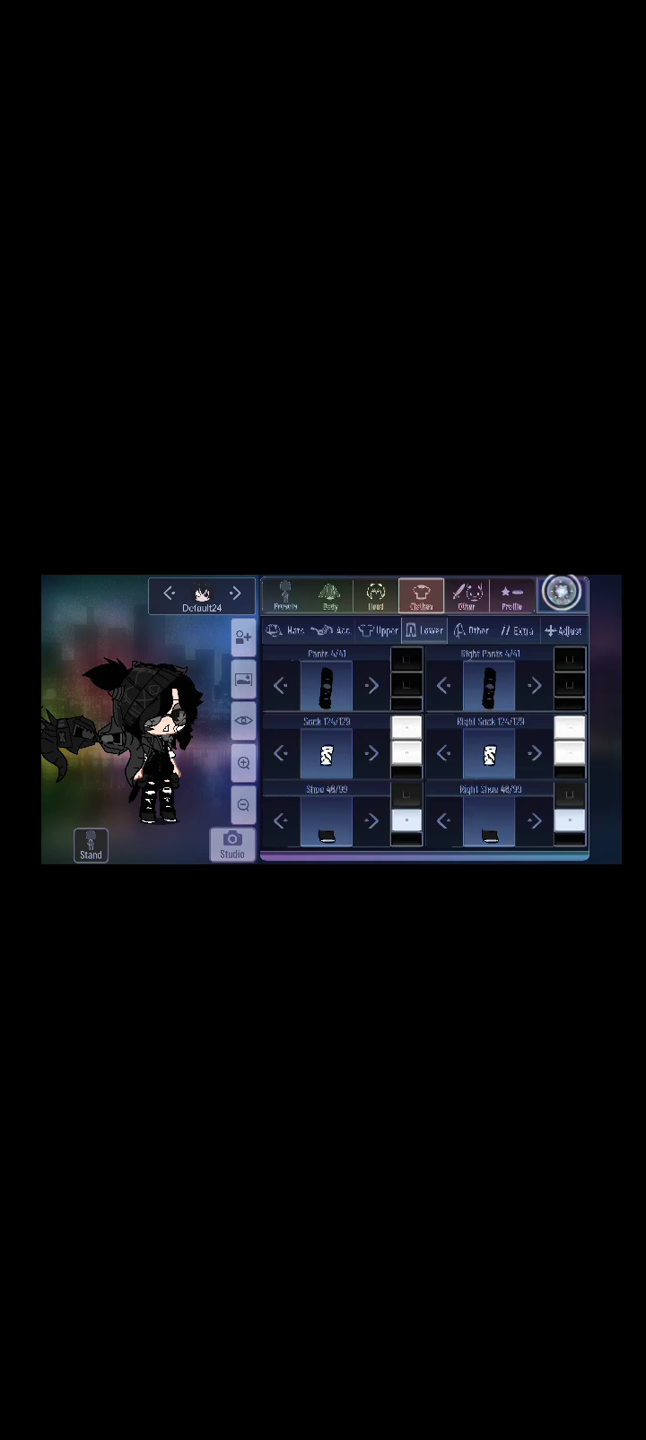 Default24
Presets Body Head Clothes Other Profile
Hats Acc. Upper Lower Other Extra Adjust
Pants 4/41
Right Pants 4/41
Sock 124/129
Right Sock 124/129
Shoe 48/99
Right Shoe 48/99
Stand
Studio